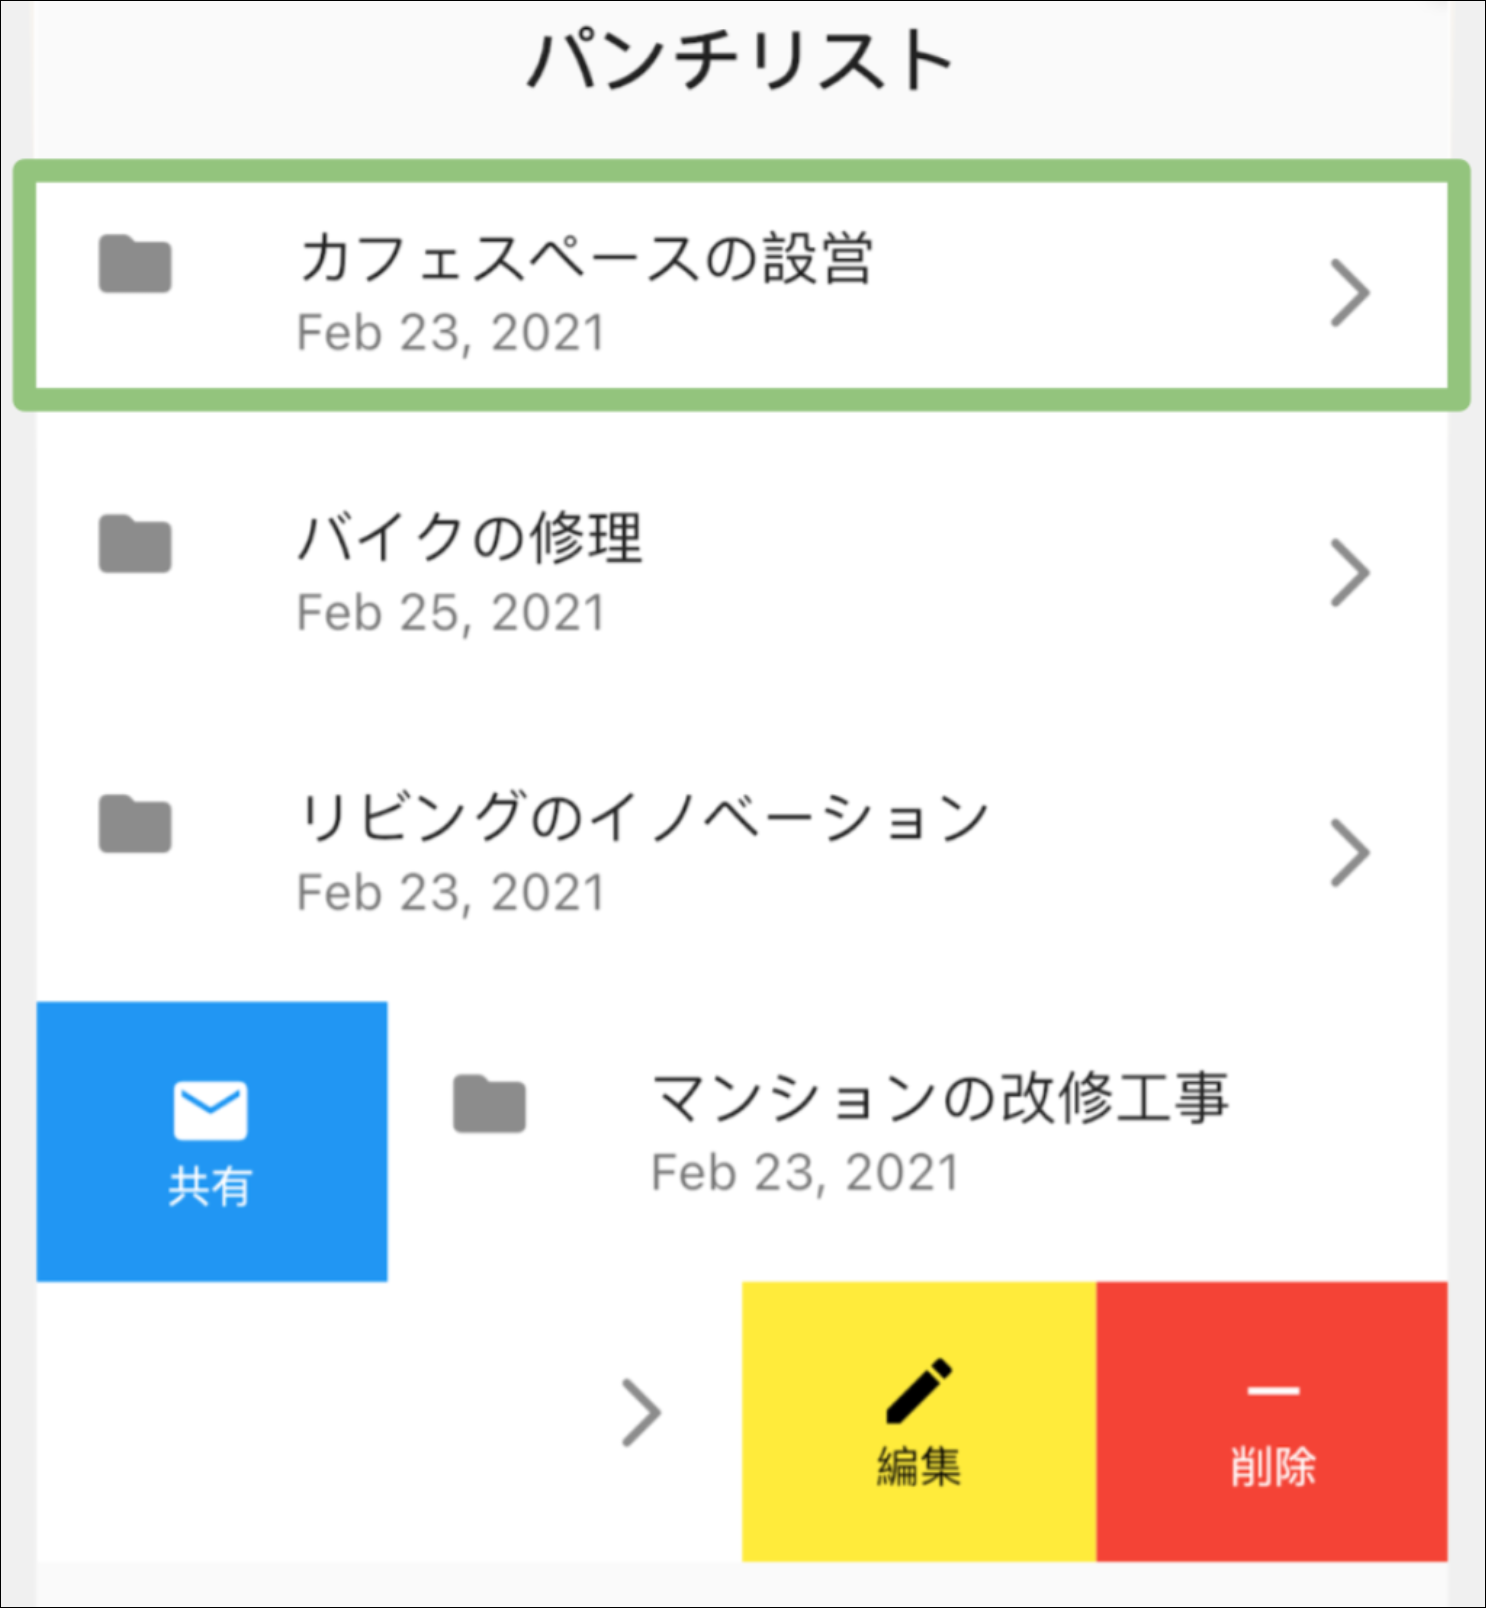 パンチリスト
カフェスペースの設営
Feb 23, 2021
バイクの修理
Feb 25, 2021
リビングのイノベーション
Feb 23, 2021
共有
マンションの改修工事
Feb 23, 2021
編集
削除